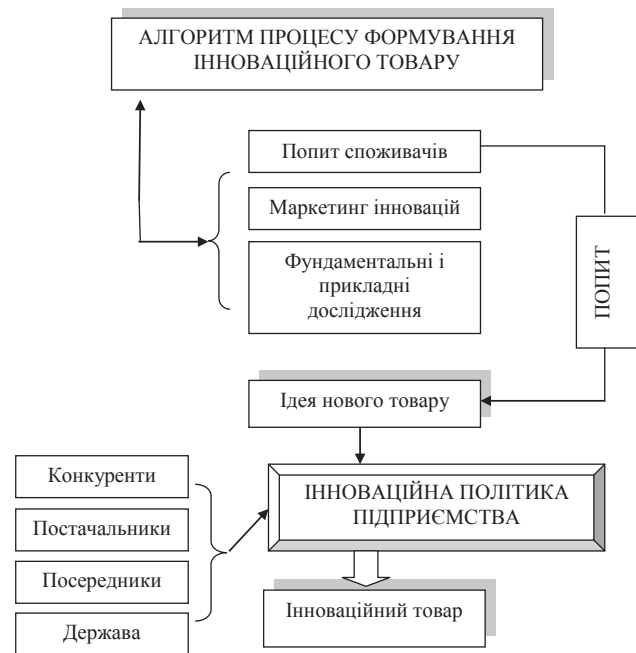 АЛГОРИТМ ПРОЦЕСУ ФОРМУВАННЯ
ІННОВАЦІЙНОГО ТОВАРУ
Попит споживачів
Маркетинг інновацій
Фундаментальні і
прикладні
дослідження
ПОПИТ
Ідея нового товару
Конкуренти
Постачальники
Посередники
Держава
ІННОВАЦІЙНА ПОЛІТИКА
ПІДПРИЄМСТВА
Інноваційний товар